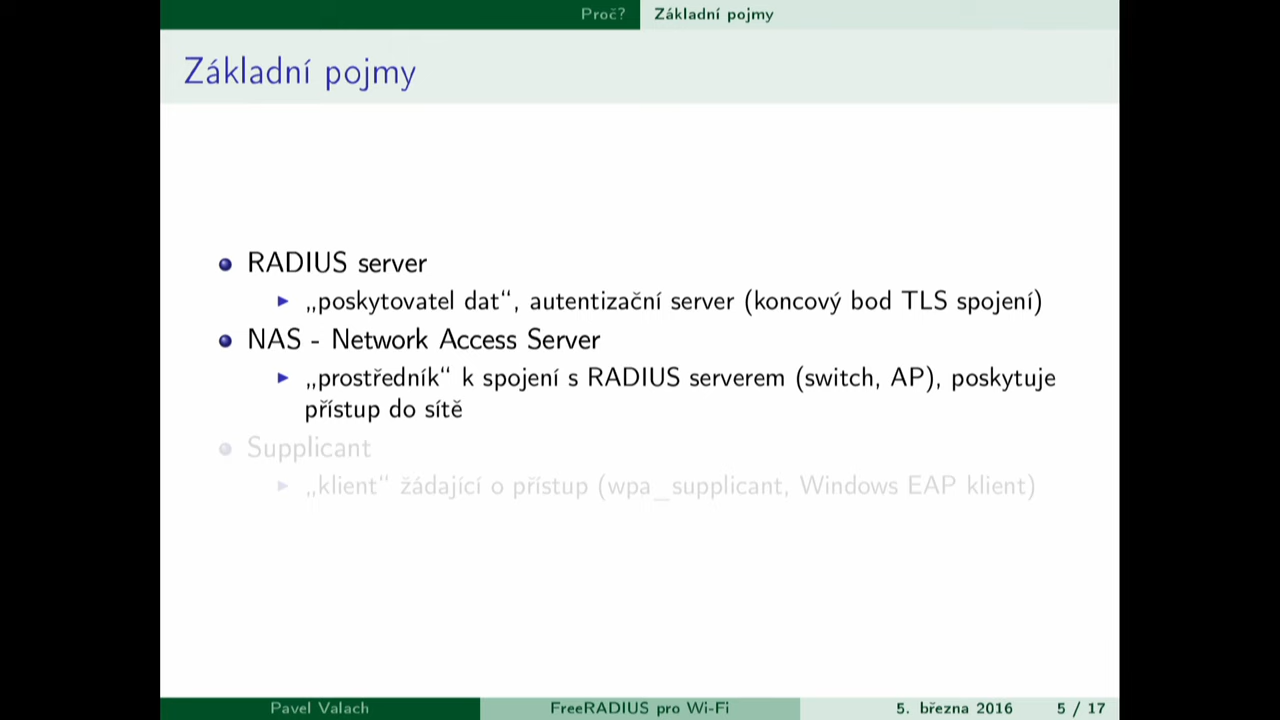 Proč? Základní pojmy
Základní pojmy
RADIUS server
„poskytovatel dat“, autentizační server (koncový bod TLS spojení)
NAS - Network Access Server
„prostředník“ k spojení s RADIUS serverem (switch, AP), poskytuje
přístup do sítě
Supplicant
„klient“ žádající o přístup (wpa_supplicant, Windows EAP klient)
Pavel Valach FreeRADIUS pro Wi-Fi 5. března 2016 5 / 17